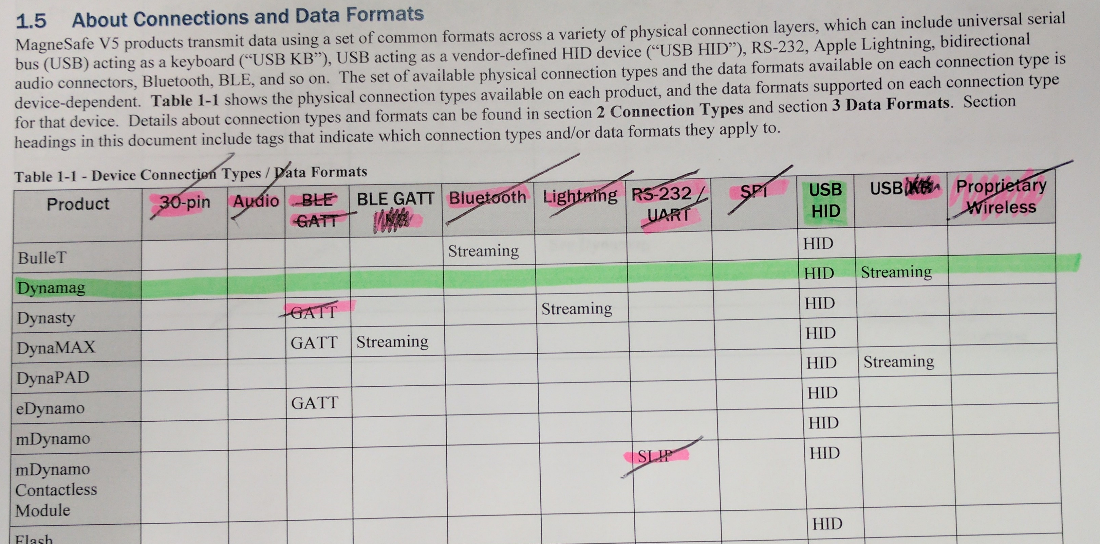 1.5 About Connections and Data Formats
MagneSafe V5 products transmit data using a set of common formats across a variety of physical connection layers, which can include universal serial
bus (USB) acting as a keyboard (“USB KB”), USB acting as a vendor-defined HID device (“USB HID”), RS-232, Apple Lightning, bidirectional
audio connectors, Bluetooth, BLE, and so on. The set of available physical connection types and the data formats available on each connection type is
device-dependent. Table 1-1 shows the physical connection types available on each product, and the data formats supported on each connection type
for that device. Details about connection types and formats can be found in section 2 Connection Types and section 3 Data Formats. Section
headings in this document include tags that indicate which connection types and/or data formats they apply to.
Table 1-1 - Device Connection Types / Data Formats
Product 30-pin Audio BLE GATT BLE GATT Bluetooth Lightning RS-232 / UART SPI USB HID USB Proprietary Wireless
BulleT Streaming HID
Dynamag HID Streaming
Dynasty GATT Streaming HID
DynaMAX GATT Streaming HID
DynaPAD HID Streaming
eDynamo GATT HID
mDynamo HID
mDynamo SLIP HID
Contactless
Module
Flash HID